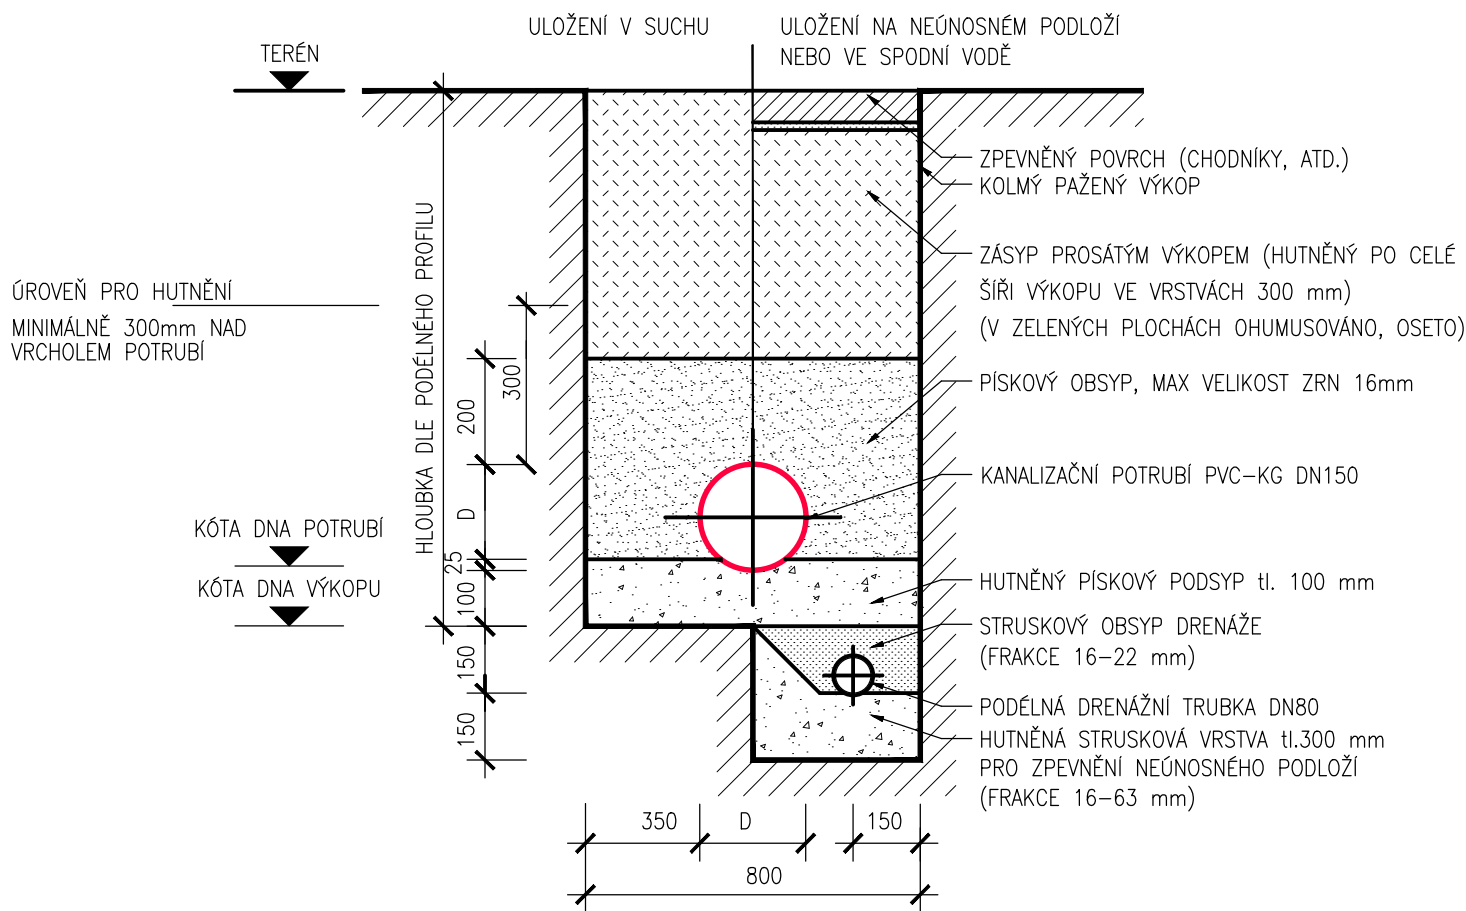 ULOŽENÍ V SUCHU
ULOŽENÍ NA NEÚNOSNÉM PODLOŽÍ
NEBO VE SPODNÍ VODĚ
TERÉN
ZPEVNĚNÝ POVRCH (CHODNÍKY, ATD.)
KOLMÝ PAŽENÝ VÝKOP
ZÁSYP PROSÁTÝM VÝKOPEM (HUTNĚNÝ PO CELÉ
ŠÍŘI VÝKOPU VE VRSTVÁCH 300 mm)
(V ZELENÝCH PLOCHÁCH OHUMUSOVÁNO, OSETO)
ÚROVEŇ PRO HUTNĚNÍ
MINIMÁLNĚ 300mm NAD
VRCHOLEM POTRUBÍ
HLOUBKA DLE PODÉLNÉHO PROFILU
300
200
D
25
100
150
150
PÍSKOVÝ OBSYP, MAX VELIKOST ZRN 16mm
KANALIZAČNÍ POTRUBÍ PVC-KG DN150
KÓTA DNA POTRUBÍ
KÓTA DNA VÝKOPU
HUTNĚNÝ PÍSKOVÝ PODSYP tl. 100 mm
STRUSKOVÝ OBSYP DRENÁŽE
(FRAKCE 16-22 mm)
PODÉLNÁ DRENÁŽNÍ TRUBKA DN80
HUTNĚNÁ STRUSKOVÁ VRSTVA tl.300 mm
PRO ZPEVNĚNÍ NEÚNOSNÉHO PODLOŽÍ
(FRAKCE 16-63 mm)
350
D
150
800